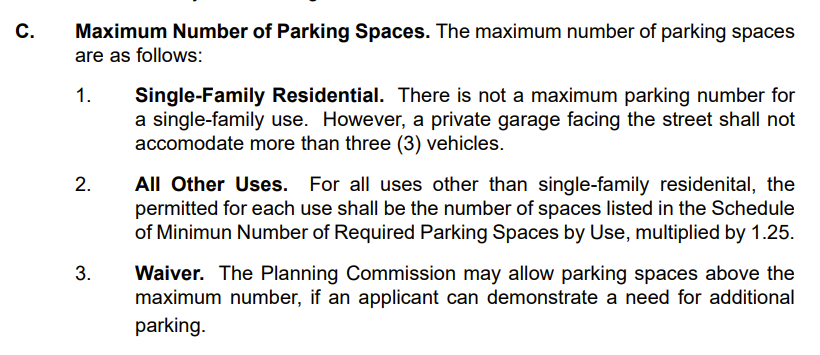 C. Maximum Number of Parking Spaces. The maximum number of parking spaces
are as follows:
1. Single-Family Residential. There is not a maximum parking number for
a single-family use. However, a private garage facing the street shall not
accomodate more than three (3) vehicles.
2. All Other Uses. For all uses other than single-family residenital, the
permitted for each use shall be the number of spaces listed in the Schedule
of Minimun Number of Required Parking Spaces by Use, multiplied by 1.25.
3. Waiver. The Planning Commission may allow parking spaces above the
maximum number, if an applicant can demonstrate a need for additional
parking.